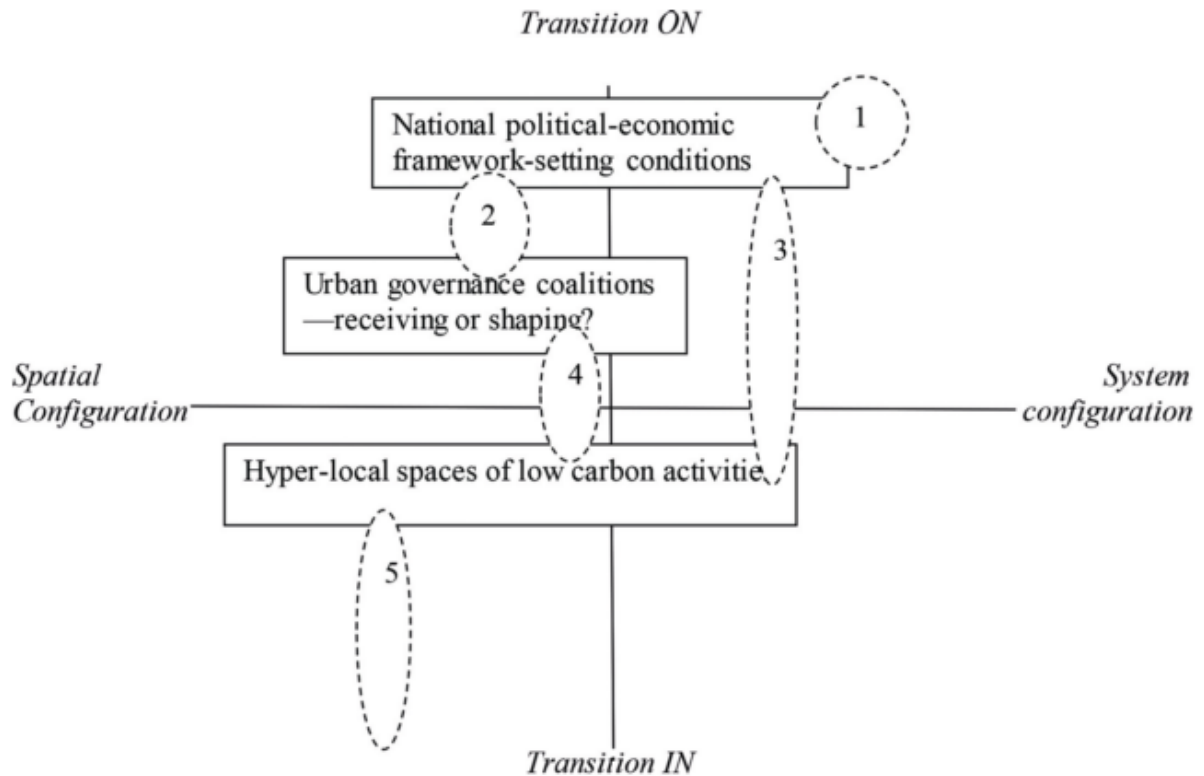 Transition ON
National political-economic
framework-setting conditions
1
2
3
Urban governance coalitions
—receiving or shaping?
4
Spatial
Configuration
System
configuration
Hyper-local spaces of low carbon activitie
5
Transition IN